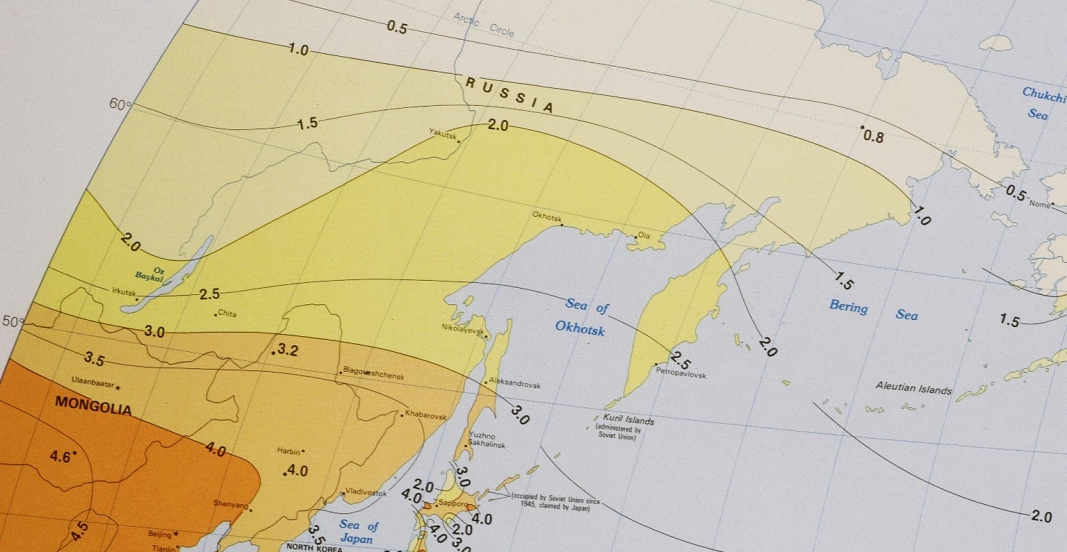 Arctic Circle
0.5
1.0
RUSSIA
Chukchi
Sea
60°
1.5
2.0
Yakutsk
0.8
0.5
Nome
1.0
Okhotsk
Ola
2.0
Oz
Baykal
Irkutsk
2.5
Chita
Sea of
Okhotsk
1.5
Bering Sea
1.5
50°
3.0
3.2
Nikolayevsk
2.0
2.5
Petropavlovsk
3.5
Ulaanbaatar
Blagoveshchensk
Aleksandrovsk
Aleutian Islands
MONGOLIA
Khabarovsk
3.0
Kuril Islands
(administered by
Soviet Union)
4.0
Harbin
Yuzhno
Sakhalinsk
4.6
4.0
3.0
Vladivostok
2.0
4.0
(occupied by Soviet Union since
1945, claimed by Japan)
Shenyang
Sapporo
4.0
2.0
4.5
Beijing
3.5
Sea of
Japan
2.0
4.0
3.0
Tianjin
NORTH KOREA